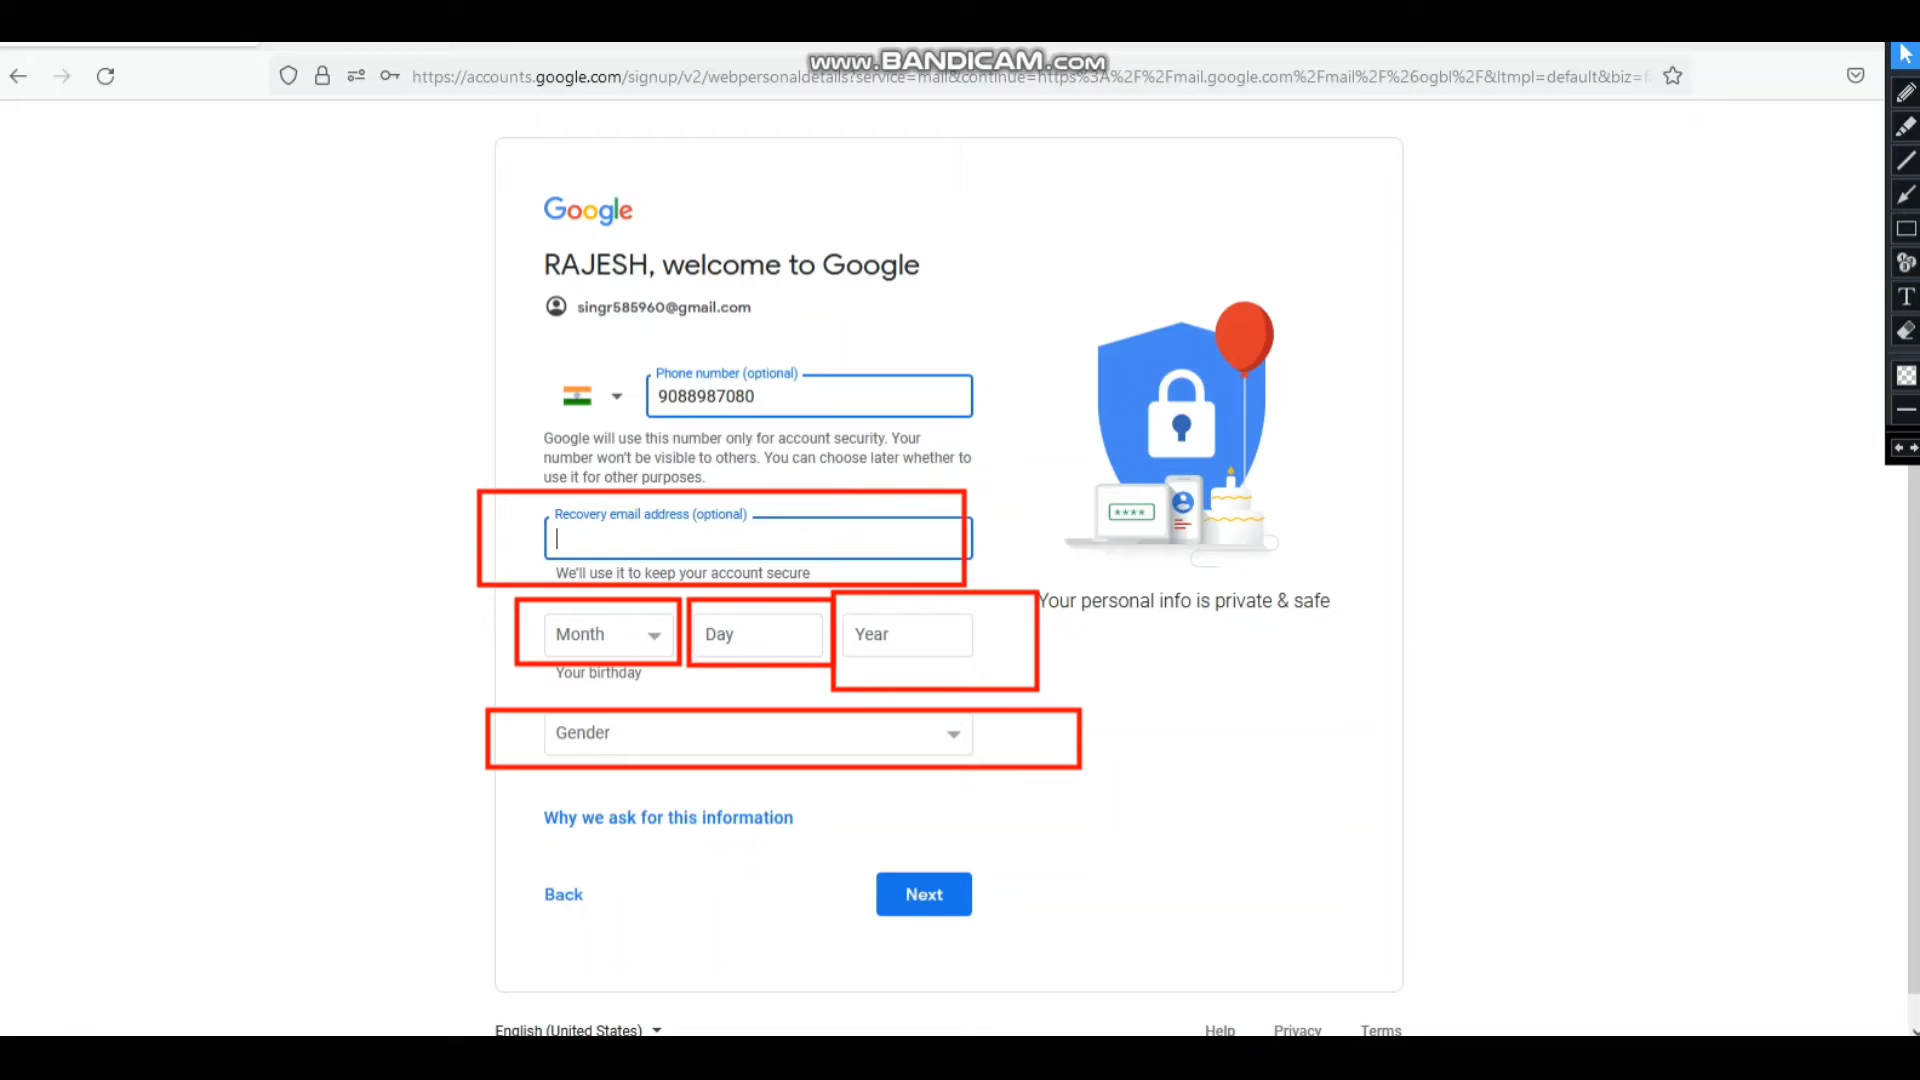 www.BANDICAM.com
https://accounts.google.com/signup/v2/webpersonaldetails?service=mail&continue=https%3A%2F%2Fmail.google.com%2Fmail%2F%26ogbl%2F&ltmpl=default&biz=f
Google
RAJESH, welcome to Google
singr585960@gmail.com
Phone number (optional)
9088987080
Google will use this number only for account security. Your
number won't be visible to others. You can choose later whether to
use it for other purposes.
Recovery email address (optional)
We'll use it to keep your account secure
Month Day Year
Your birthday
Gender
Why we ask for this information
Back Next
****
Your personal info is private & safe
English (United States) Help Privacy Terms
T